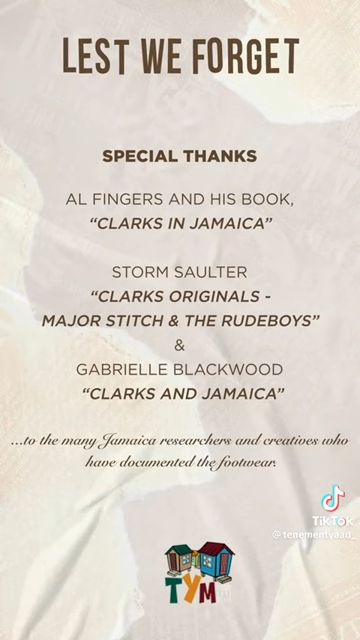 LEST WE FORGET
SPECIAL THANKS
AL FINGERS AND HIS BOOK,
“CLARKS IN JAMAICA”
STORM SAULTER
“CLARKS ORIGINALS -
MAJOR STITCH & THE RUDEBOYS”
&
GABRIELLE BLACKWOOD
“CLARKS AND JAMAICA”
...to the many Jamaica researchers and creatives who
have documented the footwear.
TikTok
@tenementyaad_
TYM